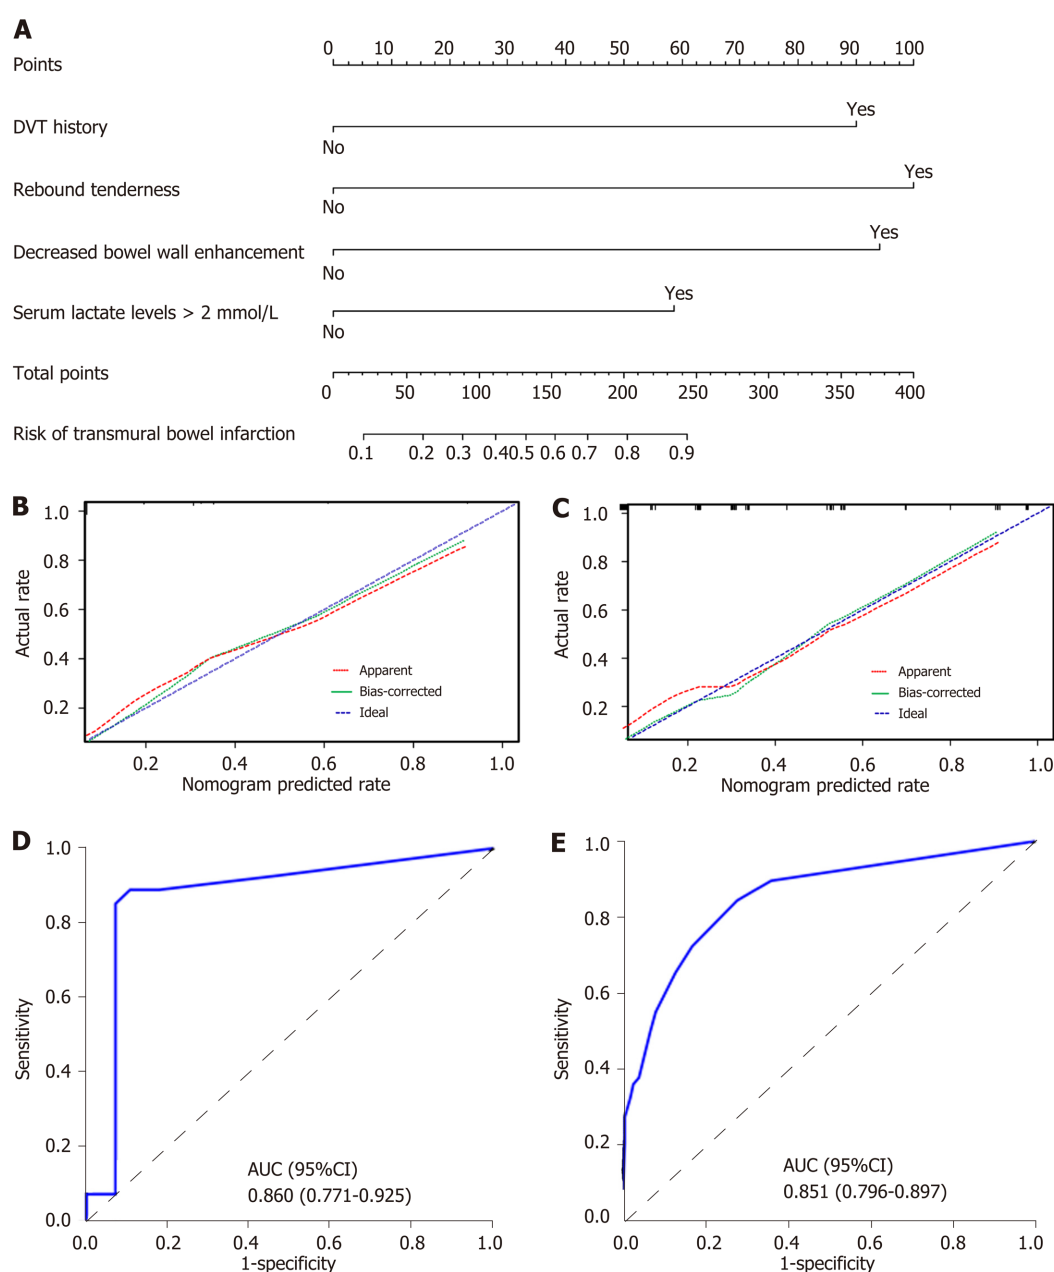 A
0 10 20 30 40 50 60 70 80 90 100
Points
Yes
DVT history
No
Yes
Rebound tenderness
No
Yes
Decreased bowel wall enhancement
No
Yes
Serum lactate levels > 2 mmol/L
No
Total points
0 50 100 150 200 250 300 350 400
Risk of transmural bowel infarction
0.1 0.2 0.3 0.4 0.5 0.6 0.7 0.8 0.9
B
1.0
0.8
0.6
0.4
0.2
Actual rate
Apparent
Bias-corrected
Ideal
0.2 0.4 0.6 0.8 1.0
Nomogram predicted rate
C
1.0
0.8
0.6
0.4
0.2
Actual rate
Apparent
Bias-corrected
Ideal
0.2 0.4 0.6 0.8 1.0
Nomogram predicted rate
D
1.0
0.8
0.6
0.4
0.2
0.0
Sensitivity
AUC (95%CI)
0.860 (0.771-0.925)
0.0 0.2 0.4 0.6 0.8 1.0
1-specificity
E
1.0
0.8
0.6
0.4
0.2
0.0
Sensitivity
AUC (95%CI)
0.851 (0.796-0.897)
0.0 0.2 0.4 0.6 0.8 1.0
1-specificity